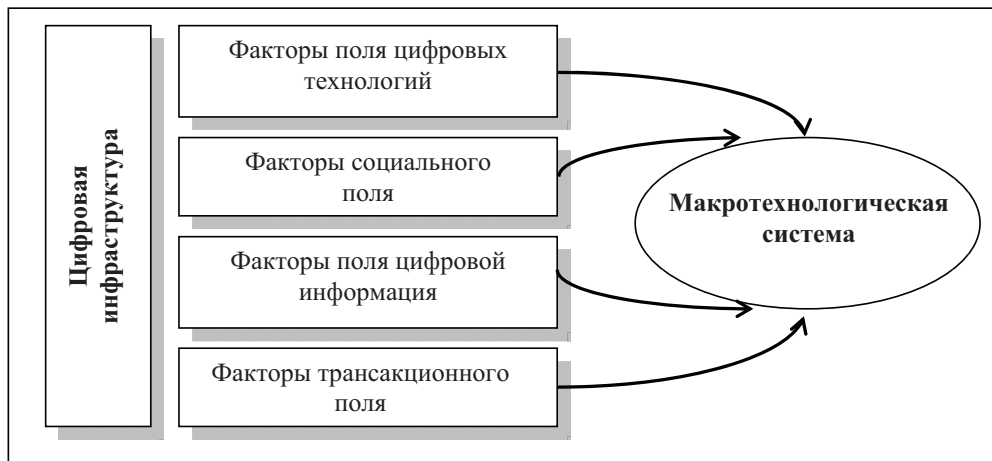 Цифровая
инфраструктура
Факторы поля цифровых
технологий
Факторы социального
поля
Факторы поля цифровой
информация
Факторы трансакционного
поля
Макротехнологическая
система